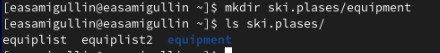 [easamigullin@easamigullin ~]$ mkdir ski.plases/equipment
[easamigullin@easamigullin ~]$ ls ski.plases/
equiplist equiplist2 equipment